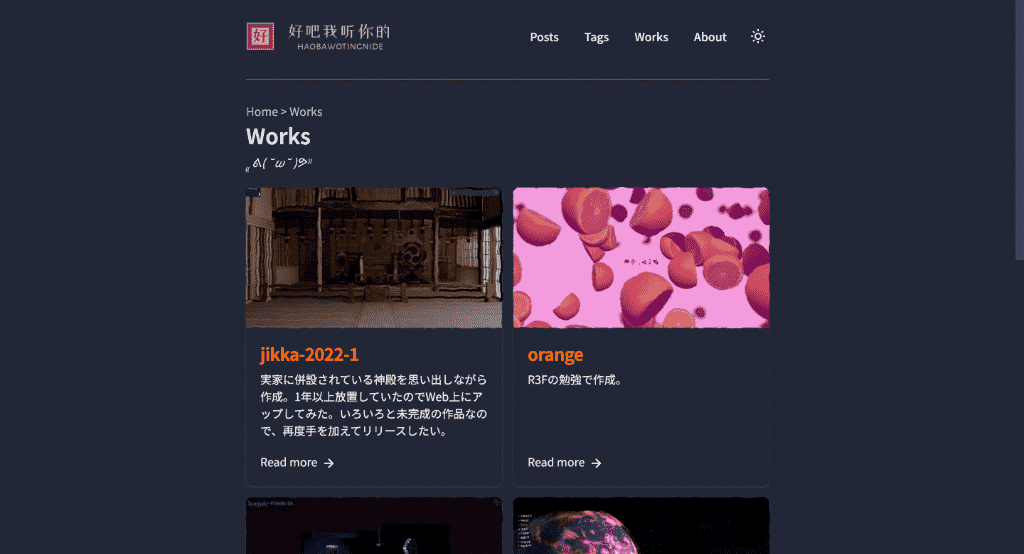 好
好吧我听你的
HAOBAWOTINGNIDE
Posts
Tags
Works
About
Home > Works
Works
jikka-2022-1
実家に併設されている神殿を思い出しながら
作成。1年以上放置していたのでWeb上にア
ップしてみた。いろいろと未完成の作品なの
で、再度手を加えてリリースしたい。
Read more →
orange
R3Fの勉強で作成。
Read more →